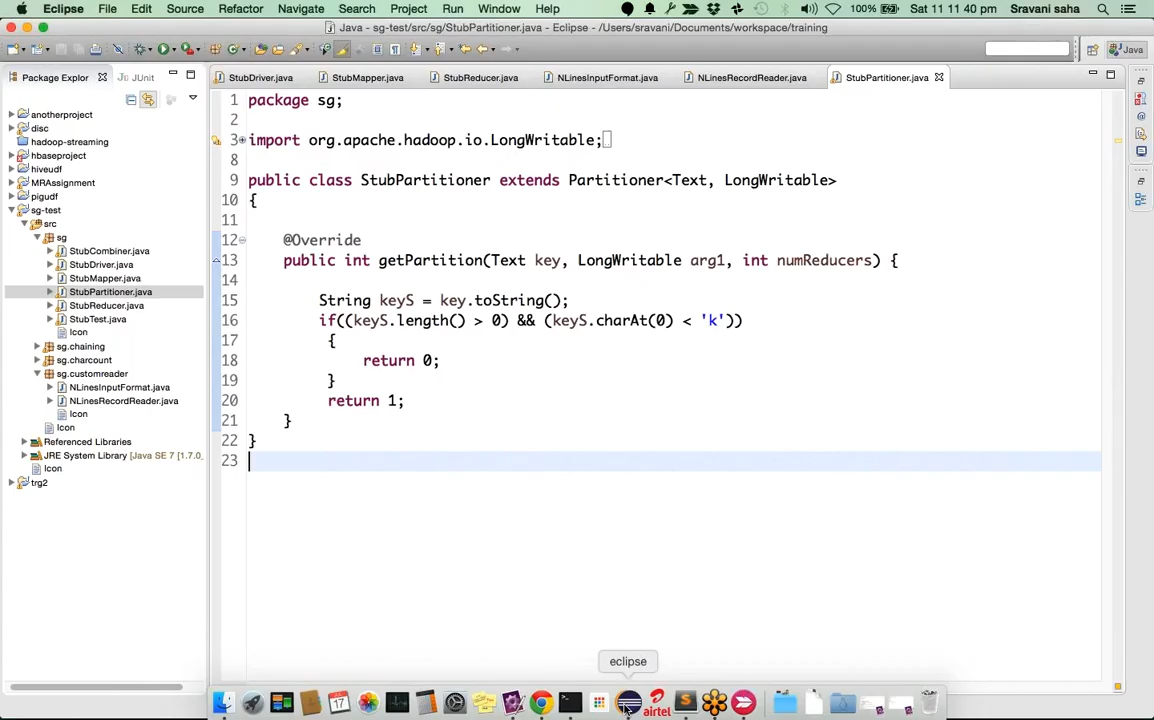 Eclipse File Edit Source Refactor Navigate Search Project Run Window Help 100% Sat 11 11:40 pm Sravani saha
Java - sg-test/src/sg/StubPartitioner.java - Eclipse - /Users/sravani/Documents/workspace/training
Java
Package Explor JUnit
StubDriver.java StubMapper.java StubReducer.java NLinesInputFormat.java NLinesRecordReader.java StubPartitioner.java
anotherproject
disc
hadoop-streaming
hbaseproject
hiveudf
MRAssignment
pigudf
sg-test
src
sg
StubCombiner.java
StubDriver.java
StubMapper.java
StubPartitioner.java
StubReducer.java
StubTest.java
Icon
sg.chaining
sg.charcount
sg.customreader
NLinesInputFormat.java
NLinesRecordReader.java
Icon
Icon
Referenced Libraries
JRE System Library [Java SE 7 [1.7.0_
Icon
trg2
1 package sg;
2
3 import org.apache.hadoop.io.LongWritable;
8
9 public class StubPartitioner extends Partitioner<Text, LongWritable>
10 {
11
12 @Override
13 public int getPartition(Text key, LongWritable arg1, int numReducers) {
14
15 String keyS = key.toString();
16 if((keyS.length() > 0) && (keyS.charAt(0) < 'k'))
17 {
18 return 0;
19 }
20 return 1;
21 }
22 }
23
eclipse
17
airtel